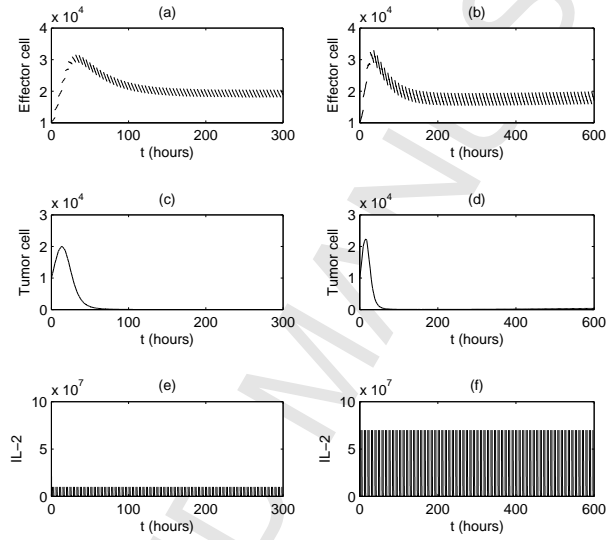 (a)
x 10^4
4
3
2
1
Effector cell
0 100 200 300
t (hours)
(b)
x 10^4
4
3
2
1
Effector cell
0 200 400 600
t (hours)
(c)
x 10^4
3
2
1
0
Tumor cell
0 100 200 300
t (hours)
(d)
x 10^4
3
2
1
0
Tumor cell
0 200 400 600
t (hours)
(e)
x 10^7
10
5
0
IL−2
0 100 200 300
t (hours)
(f)
x 10^7
10
5
0
IL−2
0 200 400 600
t (hours)